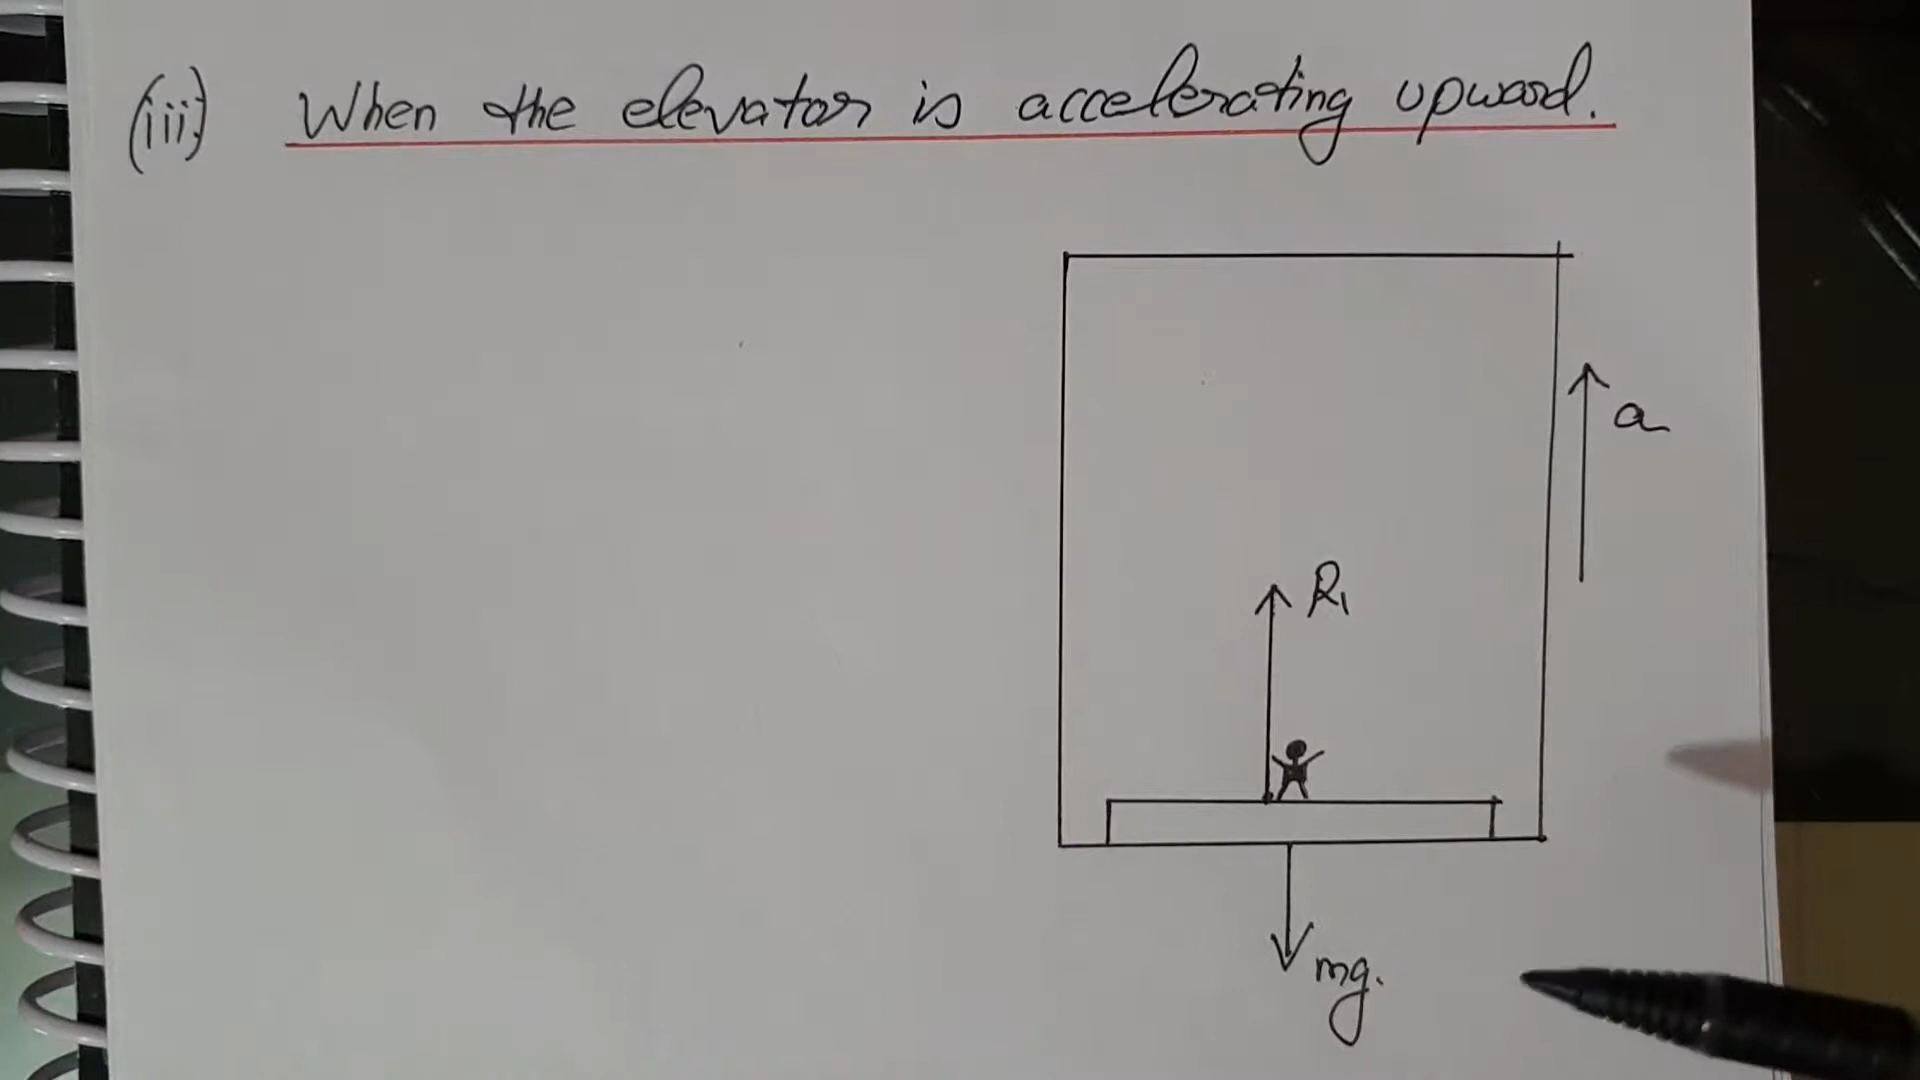 (iii) When the elevator is accelerating upward.
a
R₁
mg.